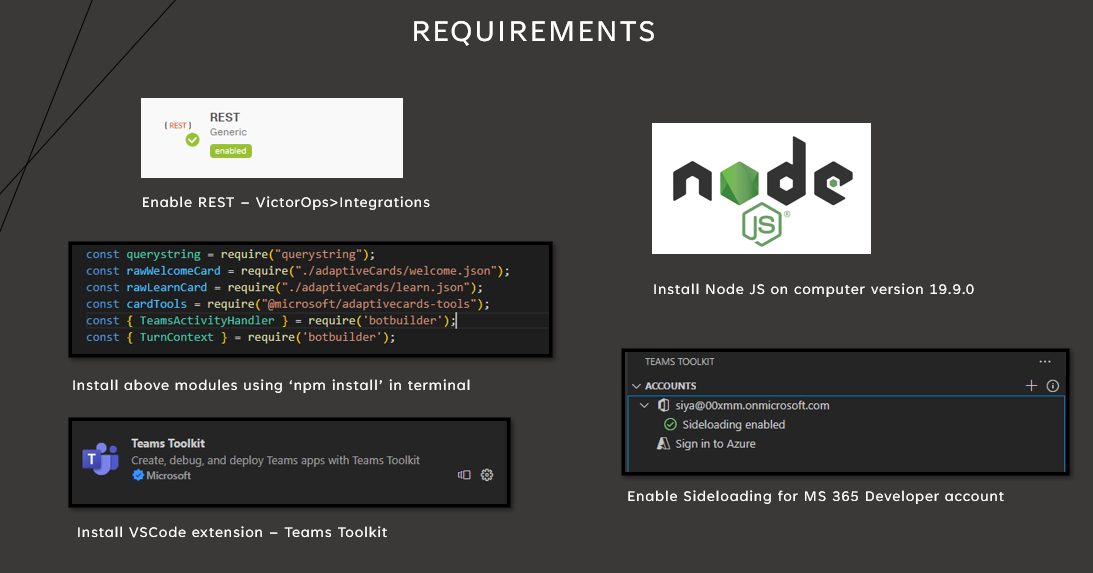 REQUIREMENTS
{ REST }
REST
Generic
enabled
Enable REST – VictorOps>Integrations
const querystring = require("querystring");
const rawWelcomeCard = require("./adaptiveCards/welcome.json");
const rawLearnCard = require("./adaptiveCards/learn.json");
const cardTools = require("@microsoft/adaptivecards-tools");
const { TeamsActivityHandler } = require('botbuilder');
const { TurnContext } = require('botbuilder');
Install above modules using ‘npm install’ in terminal
T
Teams Toolkit
Create, debug, and deploy Teams apps with Teams Toolkit
Microsoft
Install VSCode extension – Teams Toolkit
node
JS®
Install Node JS on computer version 19.9.0
TEAMS TOOLKIT
ACCOUNTS
siya@00xmm.onmicrosoft.com
Sideloading enabled
Sign in to Azure
Enable Sideloading for MS 365 Developer account